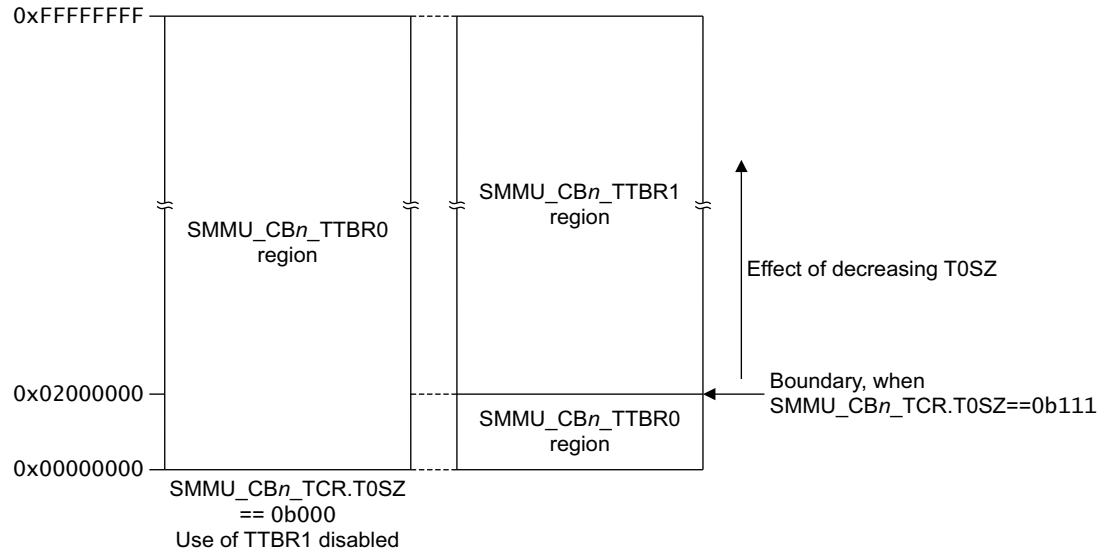 0xFFFFFFFF
SMMU_CBn_TTBR0
region
SMMU_CBn_TTBR1
region
Effect of decreasing T0SZ
0x02000000
Boundary, when
SMMU_CBn_TCR.T0SZ==0b111
SMMU_CBn_TTBR0
region
0x00000000
SMMU_CBn_TCR.T0SZ
== 0b000
Use of TTBR1 disabled